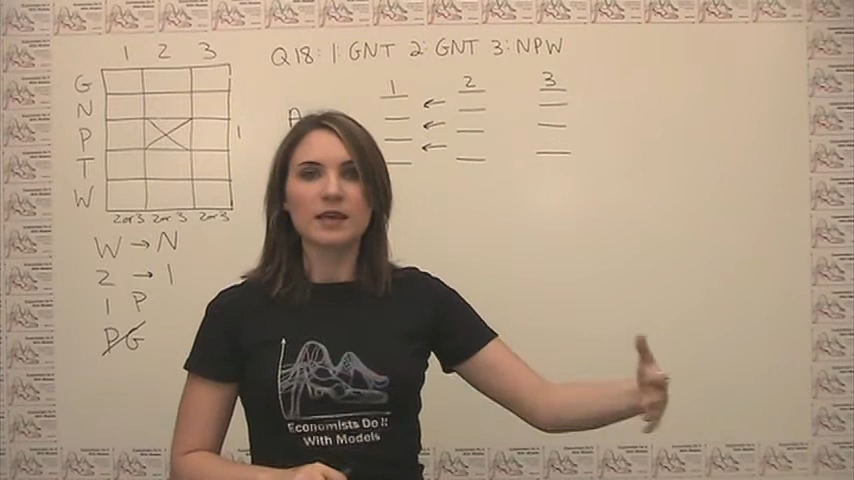 1 2 3
Q18: 1: GNT 2: GNT 3: NPW
G
N
P
T
W
1
2or3 2or3 2or3
1 2 3
A
W → N
2 → 1
1 P
PG
Economists Do It
With Models